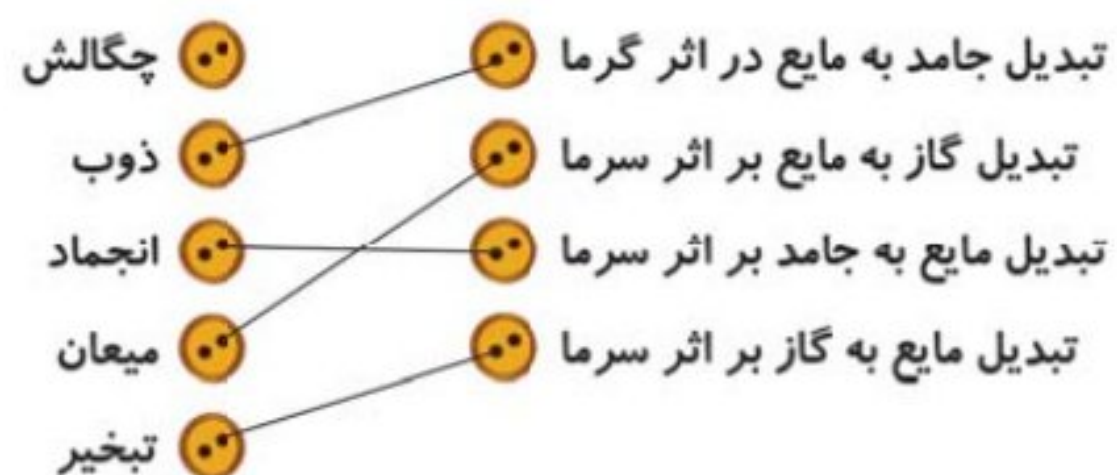 تبدیل جامد به مایع در اثر گرما
چگالش
تبدیل گاز به مایع بر اثر سرما
ذوب
تبدیل مایع به جامد بر اثر سرما
انجماد
تبدیل مایع به گاز بر اثر سرما
میعان
تبخیر